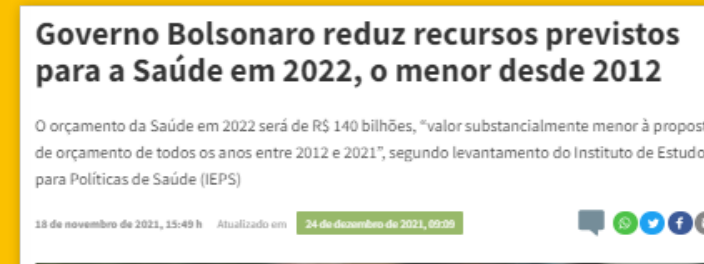 Governo Bolsonaro reduz recursos previstos
para a Saúde em 2022, o menor desde 2012
O orçamento da Saúde em 2022 será de R$ 140 bilhões, “valor substancialmente menor à propost
de orçamento de todos os anos entre 2012 e 2021”, segundo levantamento do Instituto de Estudo
para Políticas de Saúde (IEPS)
18 de novembro de 2021, 15:49 h Atualizado em 24 de dezembro de 2021, 09:09